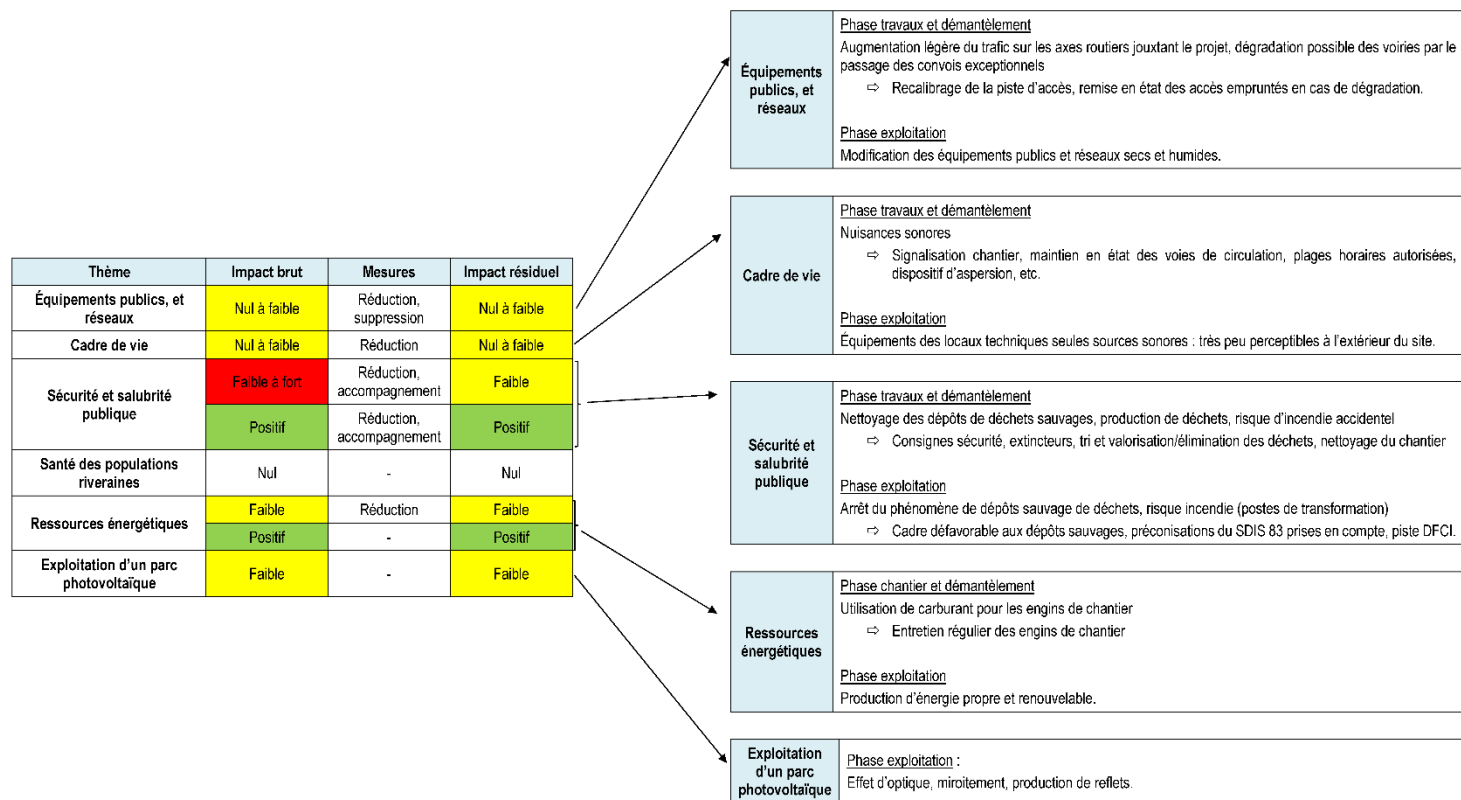 Thème Impact brut Mesures Impact résiduel
Équipements publics, et
réseaux
Nul à faible
Réduction,
suppression
Nul à faible
Cadre de vie Nul à faible Réduction Nul à faible
Sécurité et salubrité
publique
Faible à fort
Réduction,
accompagnement
Faible
Positif
Réduction,
accompagnement
Positif
Santé des populations
riveraines
Nul - Nul
Ressources énergétiques
Faible Réduction Faible
Positif - Positif
Exploitation d'un parc
photovoltaïque
Faible - Faible
Équipements
publics, et
réseaux
Phase travaux et démantèlement
Augmentation légère du trafic sur les axes routiers jouxtant le projet, dégradation possible des voiries par le
passage des convois exceptionnels
⇨ Recalibrage de la piste d'accès, remise en état des accès empruntés en cas de dégradation.
Phase exploitation
Modification des équipements publics et réseaux secs et humides.
Cadre de vie
Phase travaux et démantèlement
Nuisances sonores
⇨ Signalisation chantier, maintien en état des voies de circulation, plages horaires autorisées,
dispositif d'aspersion, etc.
Phase exploitation
Équipements des locaux techniques seules sources sonores : très peu perceptibles à l'extérieur du site.
Sécurité et
salubrité
publique
Phase travaux et démantèlement
Nettoyage des dépôts de déchets sauvages, production de déchets, risque d'incendie accidentel
⇨ Consignes sécurité, extincteurs, tri et valorisation/élimination des déchets, nettoyage du chantier
Phase exploitation
Arrêt du phénomène de dépôts sauvage de déchets, risque incendie (postes de transformation)
⇨ Cadre défavorable aux dépôts sauvages, préconisations du SDIS 83 prises en compte, piste DFCI.
Ressources
énergétiques
Phase chantier et démantèlement
Utilisation de carburant pour les engins de chantier
⇨ Entretien régulier des engins de chantier
Phase exploitation
Production d'énergie propre et renouvelable.
Exploitation
d'un parc
photovoltaïque
Phase exploitation :
Effet d'optique, miroitement, production de reflets.